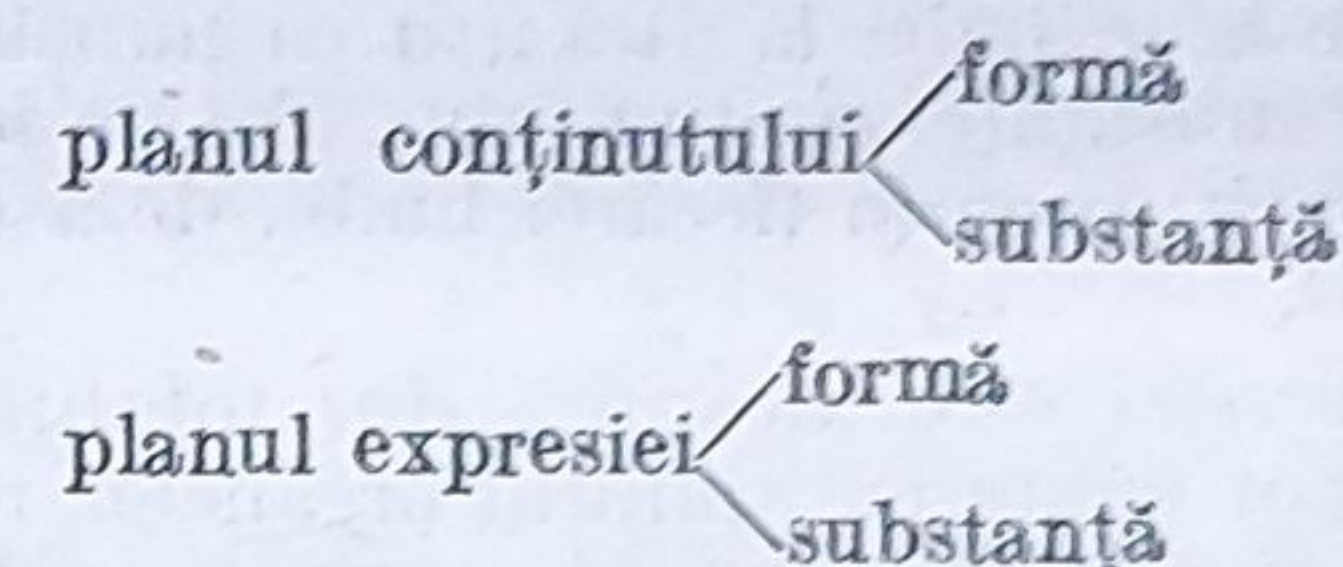 formă
planul conținutului
substanță
formă
planul expresiei
substanță